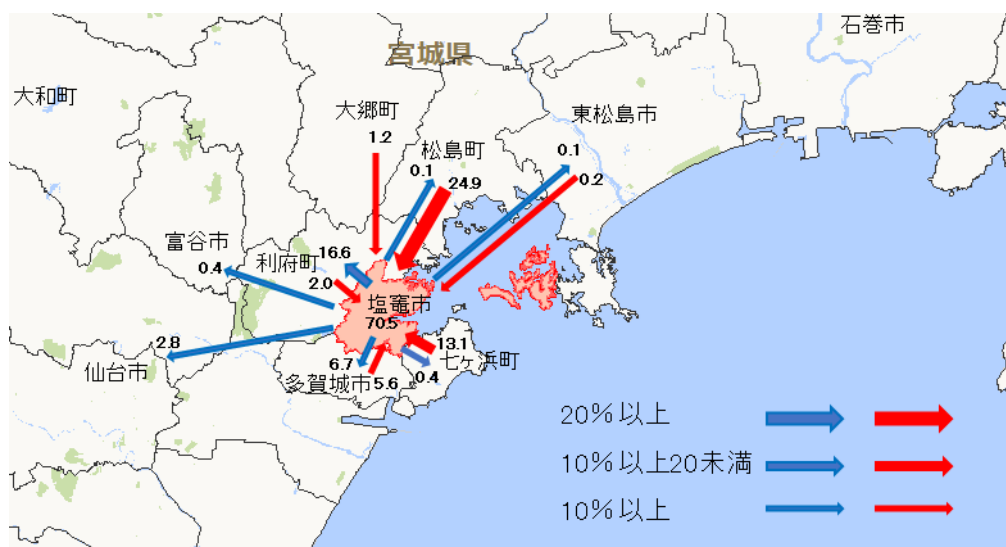 宮城県
石巻市
大和町
大郷町
1.2
東松島市
松島町
0.1
0.1
24.9
0.2
富谷市
0.4
利府町
16.6
2.0
塩竈市
70.5
2.8
仙台市
6.7
多賀城市
5.6
13.1
七ヶ浜町
0.4
20%以上
10%以上20未満
10%以上